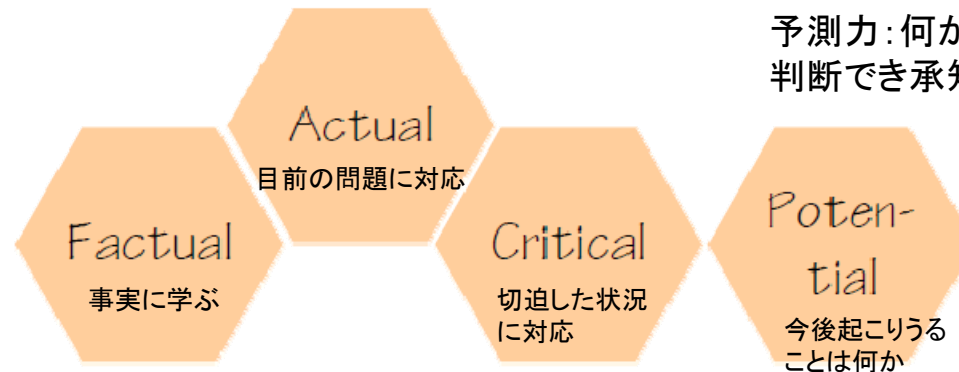 予測力：何か
判断でき承知
Actual
目前の問題に対応
Factual
事実に学ぶ
Critical
切迫した状況
に対応
Poten-
tial
今後起こりうる
ことは何か